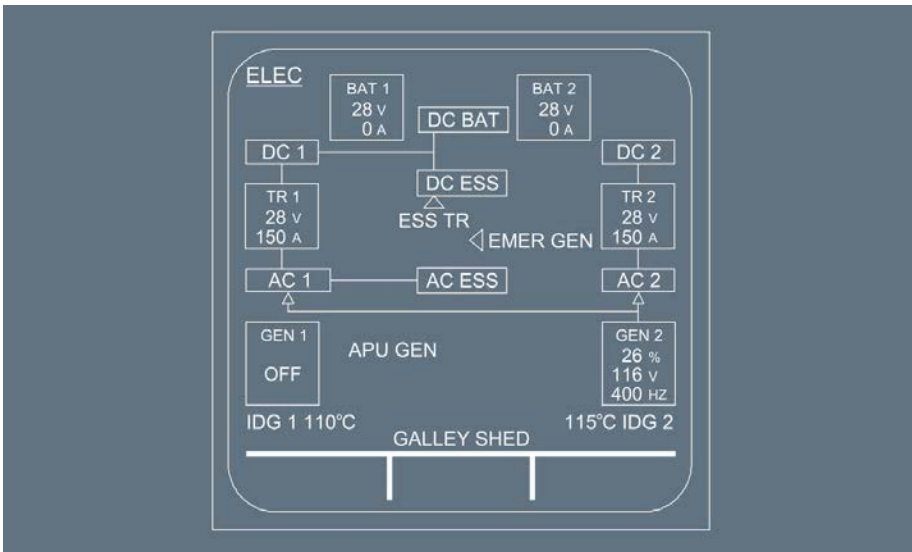 ELEC
BAT 1
28 V
0 A
DC BAT
BAT 2
28 V
0 A
DC 1
DC 2
DC ESS
TR 1
28 V
150 A
ESS TR
EMER GEN
TR 2
28 V
150 A
AC 1
AC ESS
AC 2
GEN 1
OFF
APU GEN
GEN 2
26 %
116 V
400 HZ
IDG 1 110°C
115°C IDG 2
GALLEY SHED